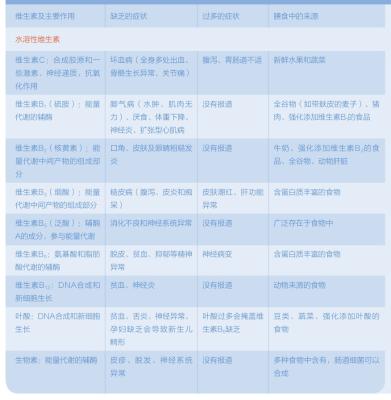 维生素及主要作用 缺乏的症状 过多的症状 膳食中的来源
水溶性维生素
维生素C：合成胶原和一些激素、神经递质，抗氧化作用
坏血病（全身多处出血、骨骼生长异常、关节痛）
腹泻、胃肠道不适
新鲜水果和蔬菜
维生素B₁（硫胺）：能量代谢的辅酶
脚气病（水肿、肌肉无力）、厌食、体重下降、神经炎、扩张型心肌病
没有报道
全谷物（如带麸皮的麦子）、猪肉、强化添加维生素B₁的食品
维生素B₂（核黄素）：能量代谢中间产物的组成部分
口角、皮肤及眼睛粗糙发炎
没有报道
牛奶、强化添加维生素B₂的食品、全谷物、动物肝脏
维生素B₃（烟酸）：能量代谢中间产物的组成部分
糙皮病（腹泻、皮炎和痴呆）
皮肤潮红、肝功能异常
含蛋白质丰富的食物
维生素B₅（泛酸）：辅酶A的成分，参与能量代谢
消化不良和神经系统异常
没有报道
广泛存在于食物中
维生素B₆：氨基酸和脂肪酸代谢的辅酶
脱皮、贫血、抑郁等精神异常
神经病变
含蛋白质丰富的食物
维生素B₁₂：DNA合成和新细胞生长
贫血、神经炎
没有报道
动物来源的食物
叶酸：DNA合成和新细胞生长
贫血、舌炎、神经异常、孕妇缺乏会导致新生儿畸形
叶酸过多会掩盖维生素B₆缺乏
豆类、蔬菜、强化添加叶酸的食物
生物素：能量代谢的辅酶
皮疹、脱发、神经系统异常
没有报道
多种食物中含有，肠道细菌可以合成